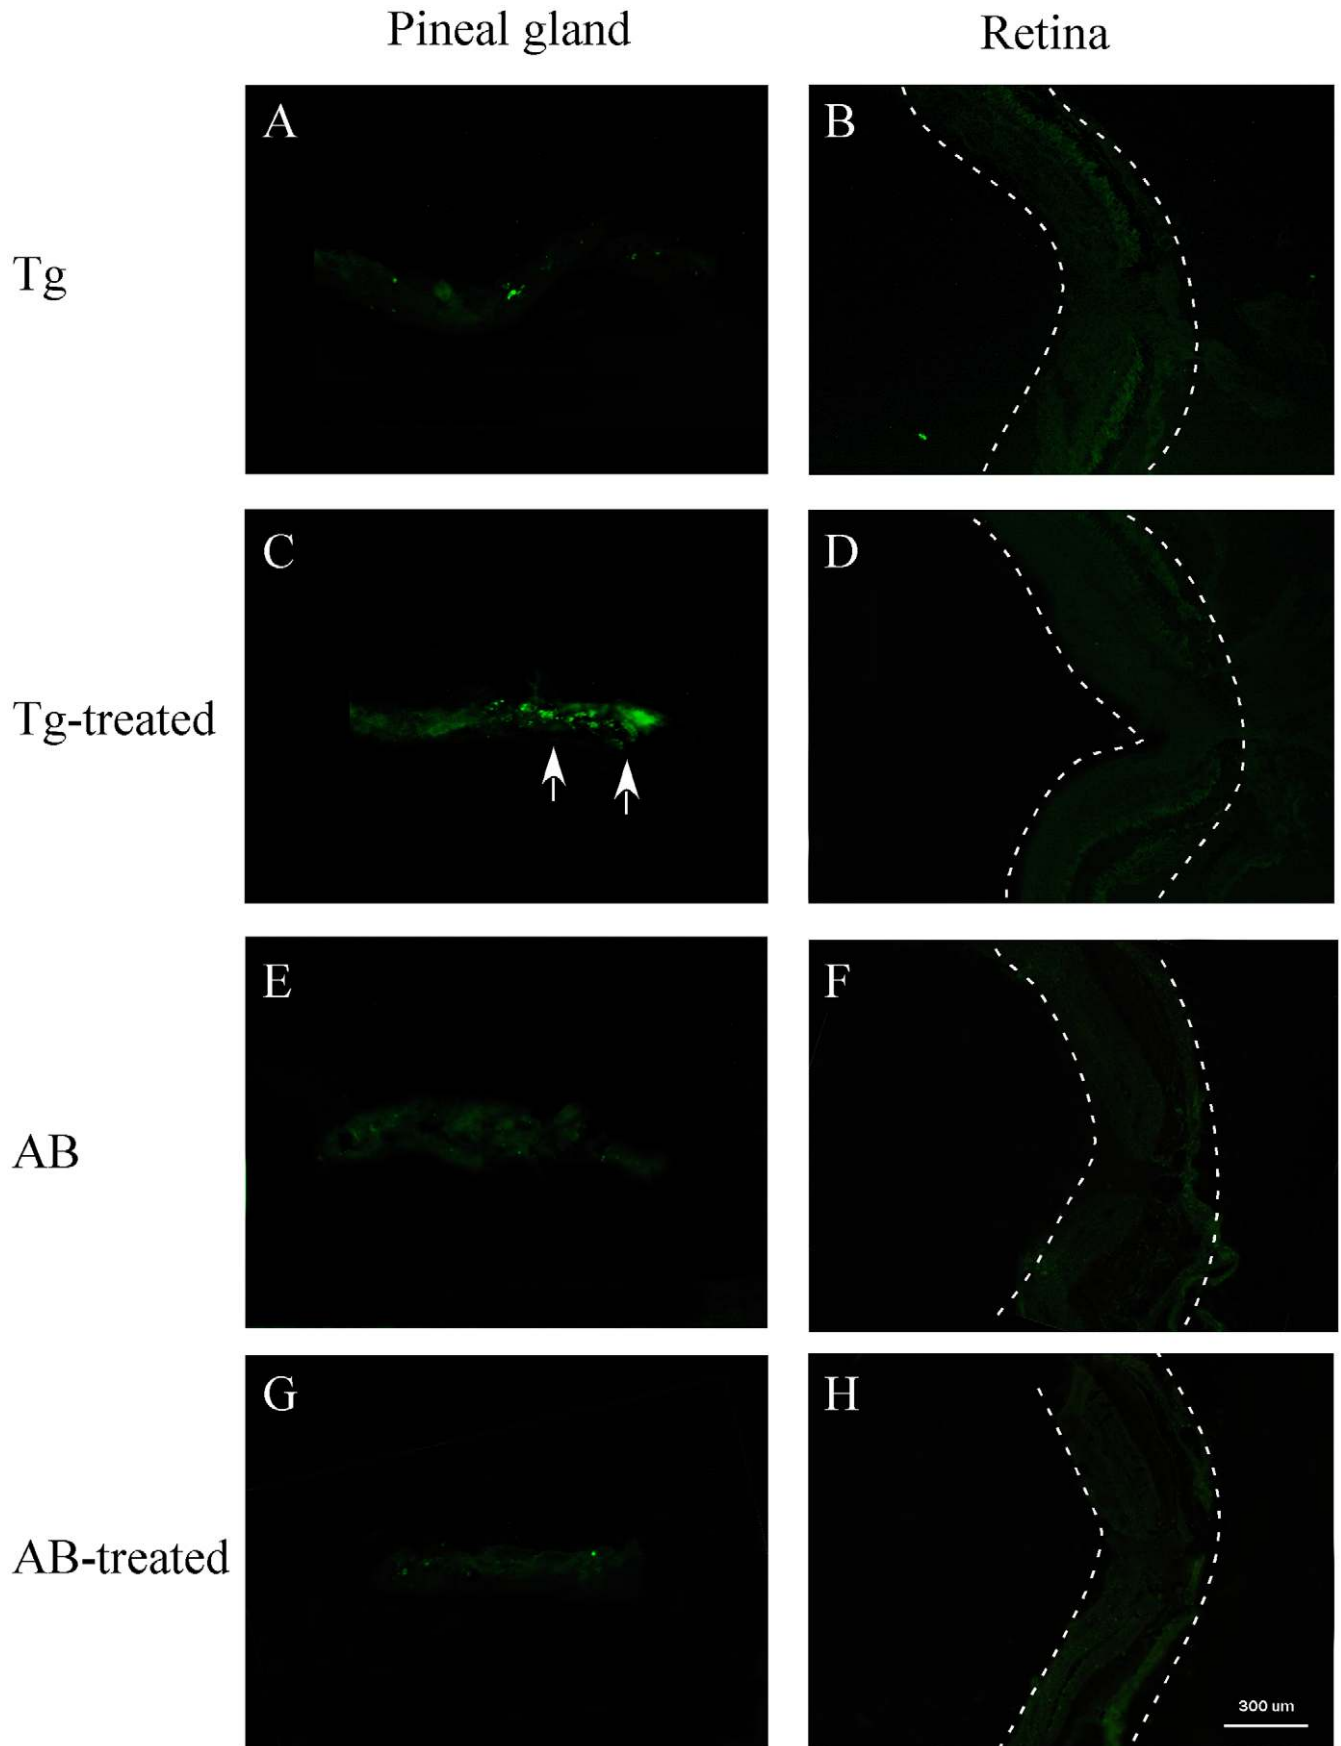 Pineal gland Retina
A B
Tg
C D
Tg-treated
E F
AB
G H
AB-treated
300 um